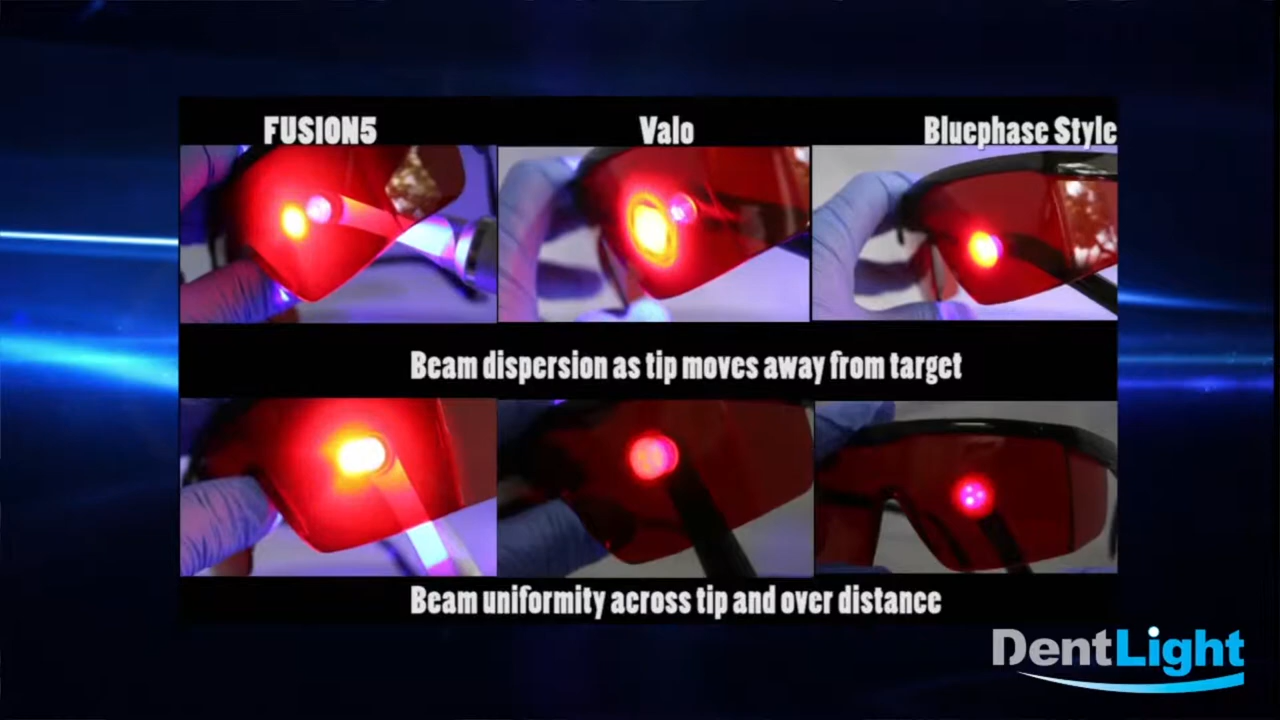 FUSION5
Valo
Bluephase Style
Beam dispersion as tip moves away from target
Beam uniformity across tip and over distance
DentLight